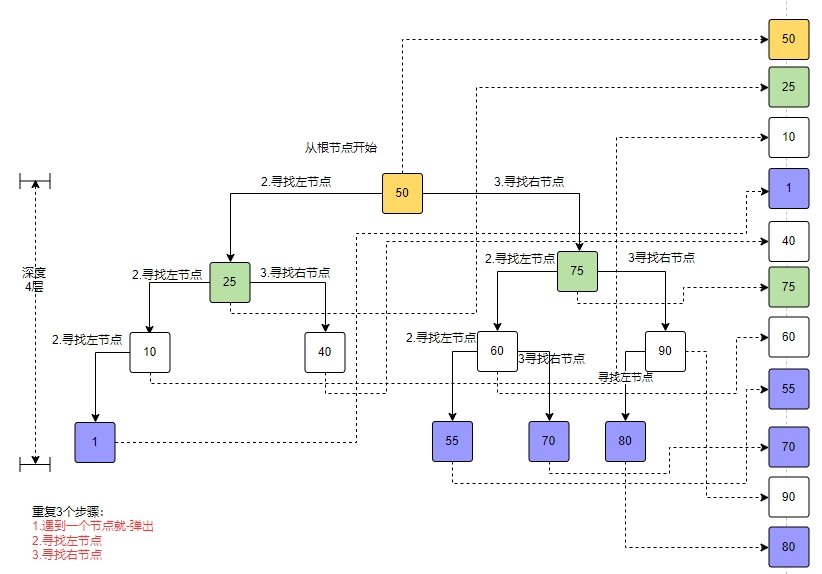 50
25
10
从根节点开始
2.寻找左节点
3.寻找右节点
50
1
40
2.寻找左节点
3寻找右节点
75
2.寻找左节点
3.寻找右节点
25
75
深度
4层
2.寻找左节点
10
40
2.寻找左节点
60
3寻找右节点
90
60
寻找左节点
55
1
55
70
80
70
90
重复3个步骤：
1.遇到一个节点就-弹出
2.寻找左节点
3.寻找右节点
80